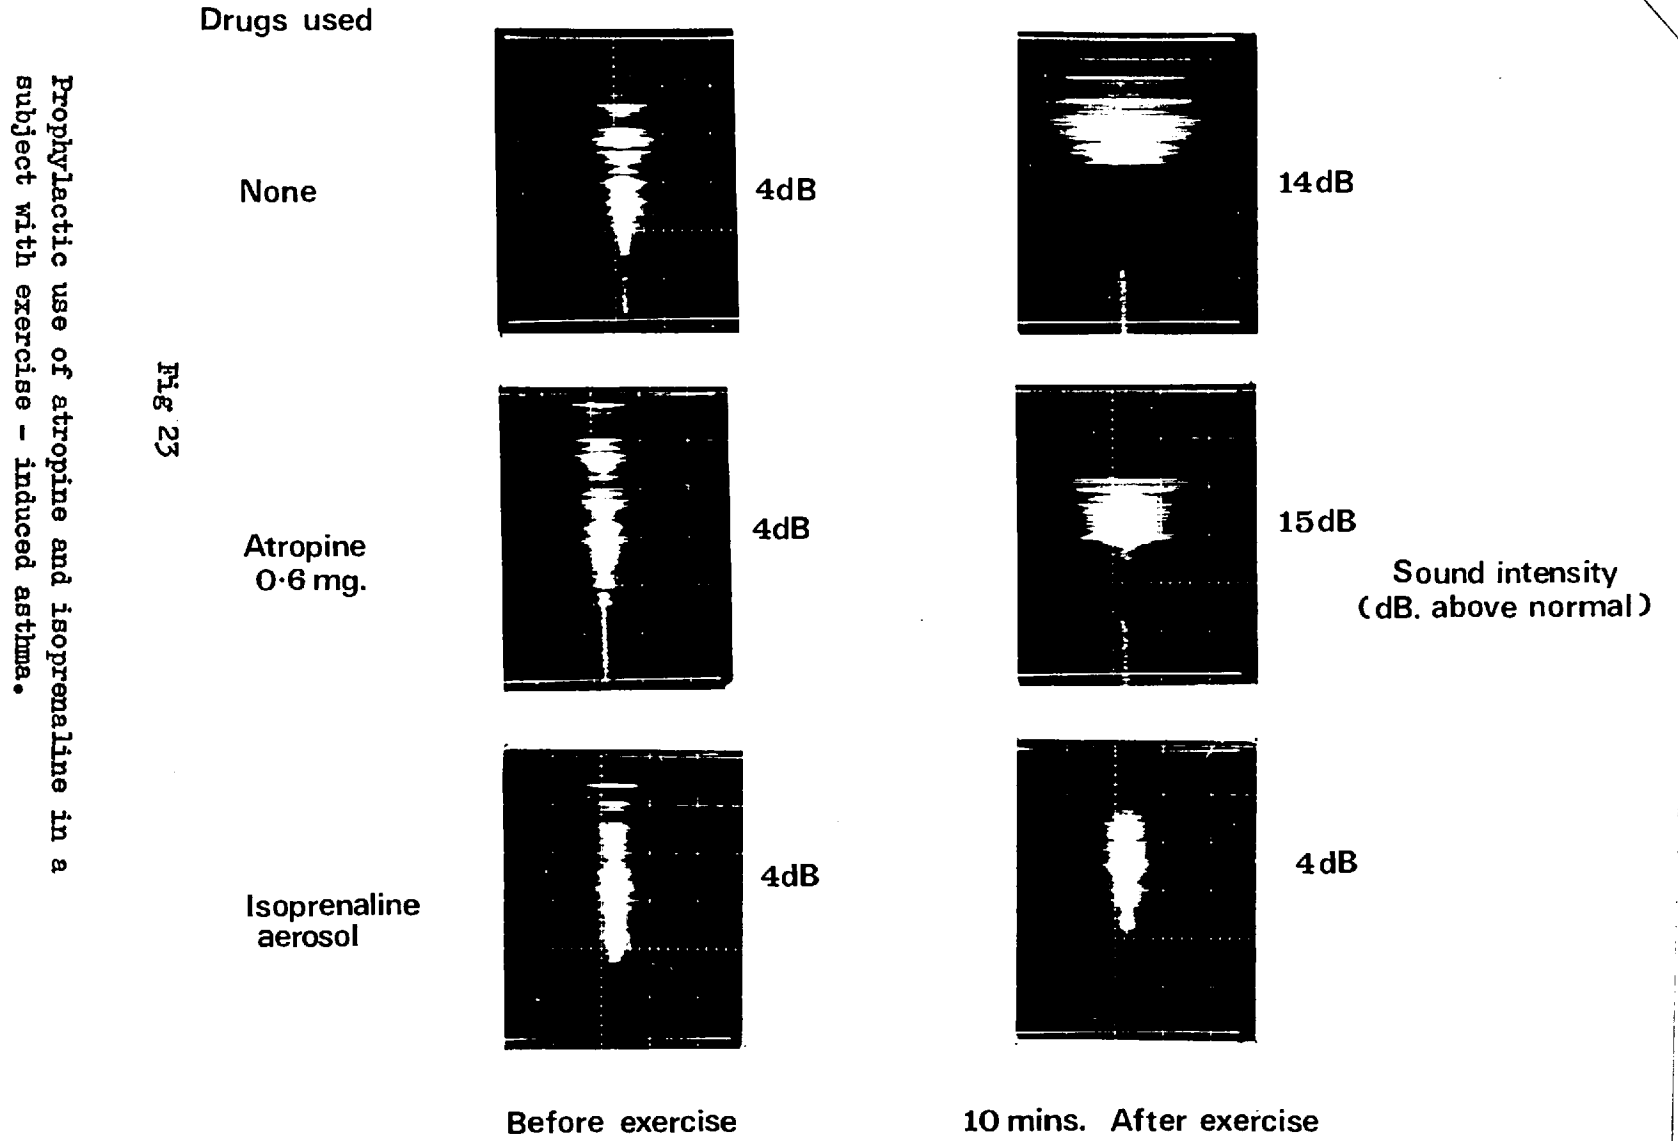 Drugs used
None
4dB
14dB
Atropine
0·6 mg.
4dB
15dB
Sound intensity
(dB. above normal)
Isoprenaline
aerosol
4dB
4dB
Before exercise
10 mins. After exercise
Fig 23
Prophylactic use of atropine and isoprenaline in a
subject with exercise - induced asthma.